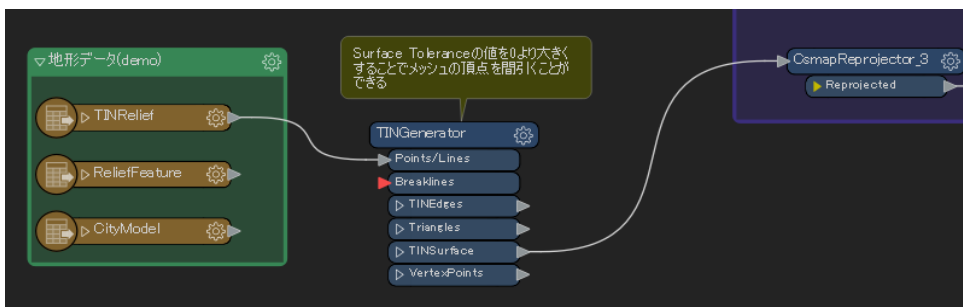 地形データ(demo)
TINRelief
ReliefFeature
CityModel
Surface Toleranceの値を0より大きく
することでメッシュの頂点を間引くことが
できる
TINGenerator
Points/Lines
Breaklines
TINEdges
Triangles
TINSurface
VertexPoints
CsmapReprojector_3
Reprojected